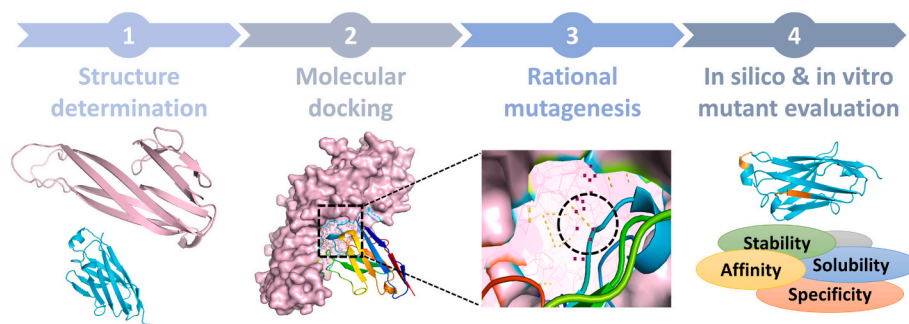 1
2
3
4
Structure
determination
Molecular
docking
Rational
mutagenesis
In silico & in vitro
mutant evaluation
Stability
Affinity
Solubility
Specificity